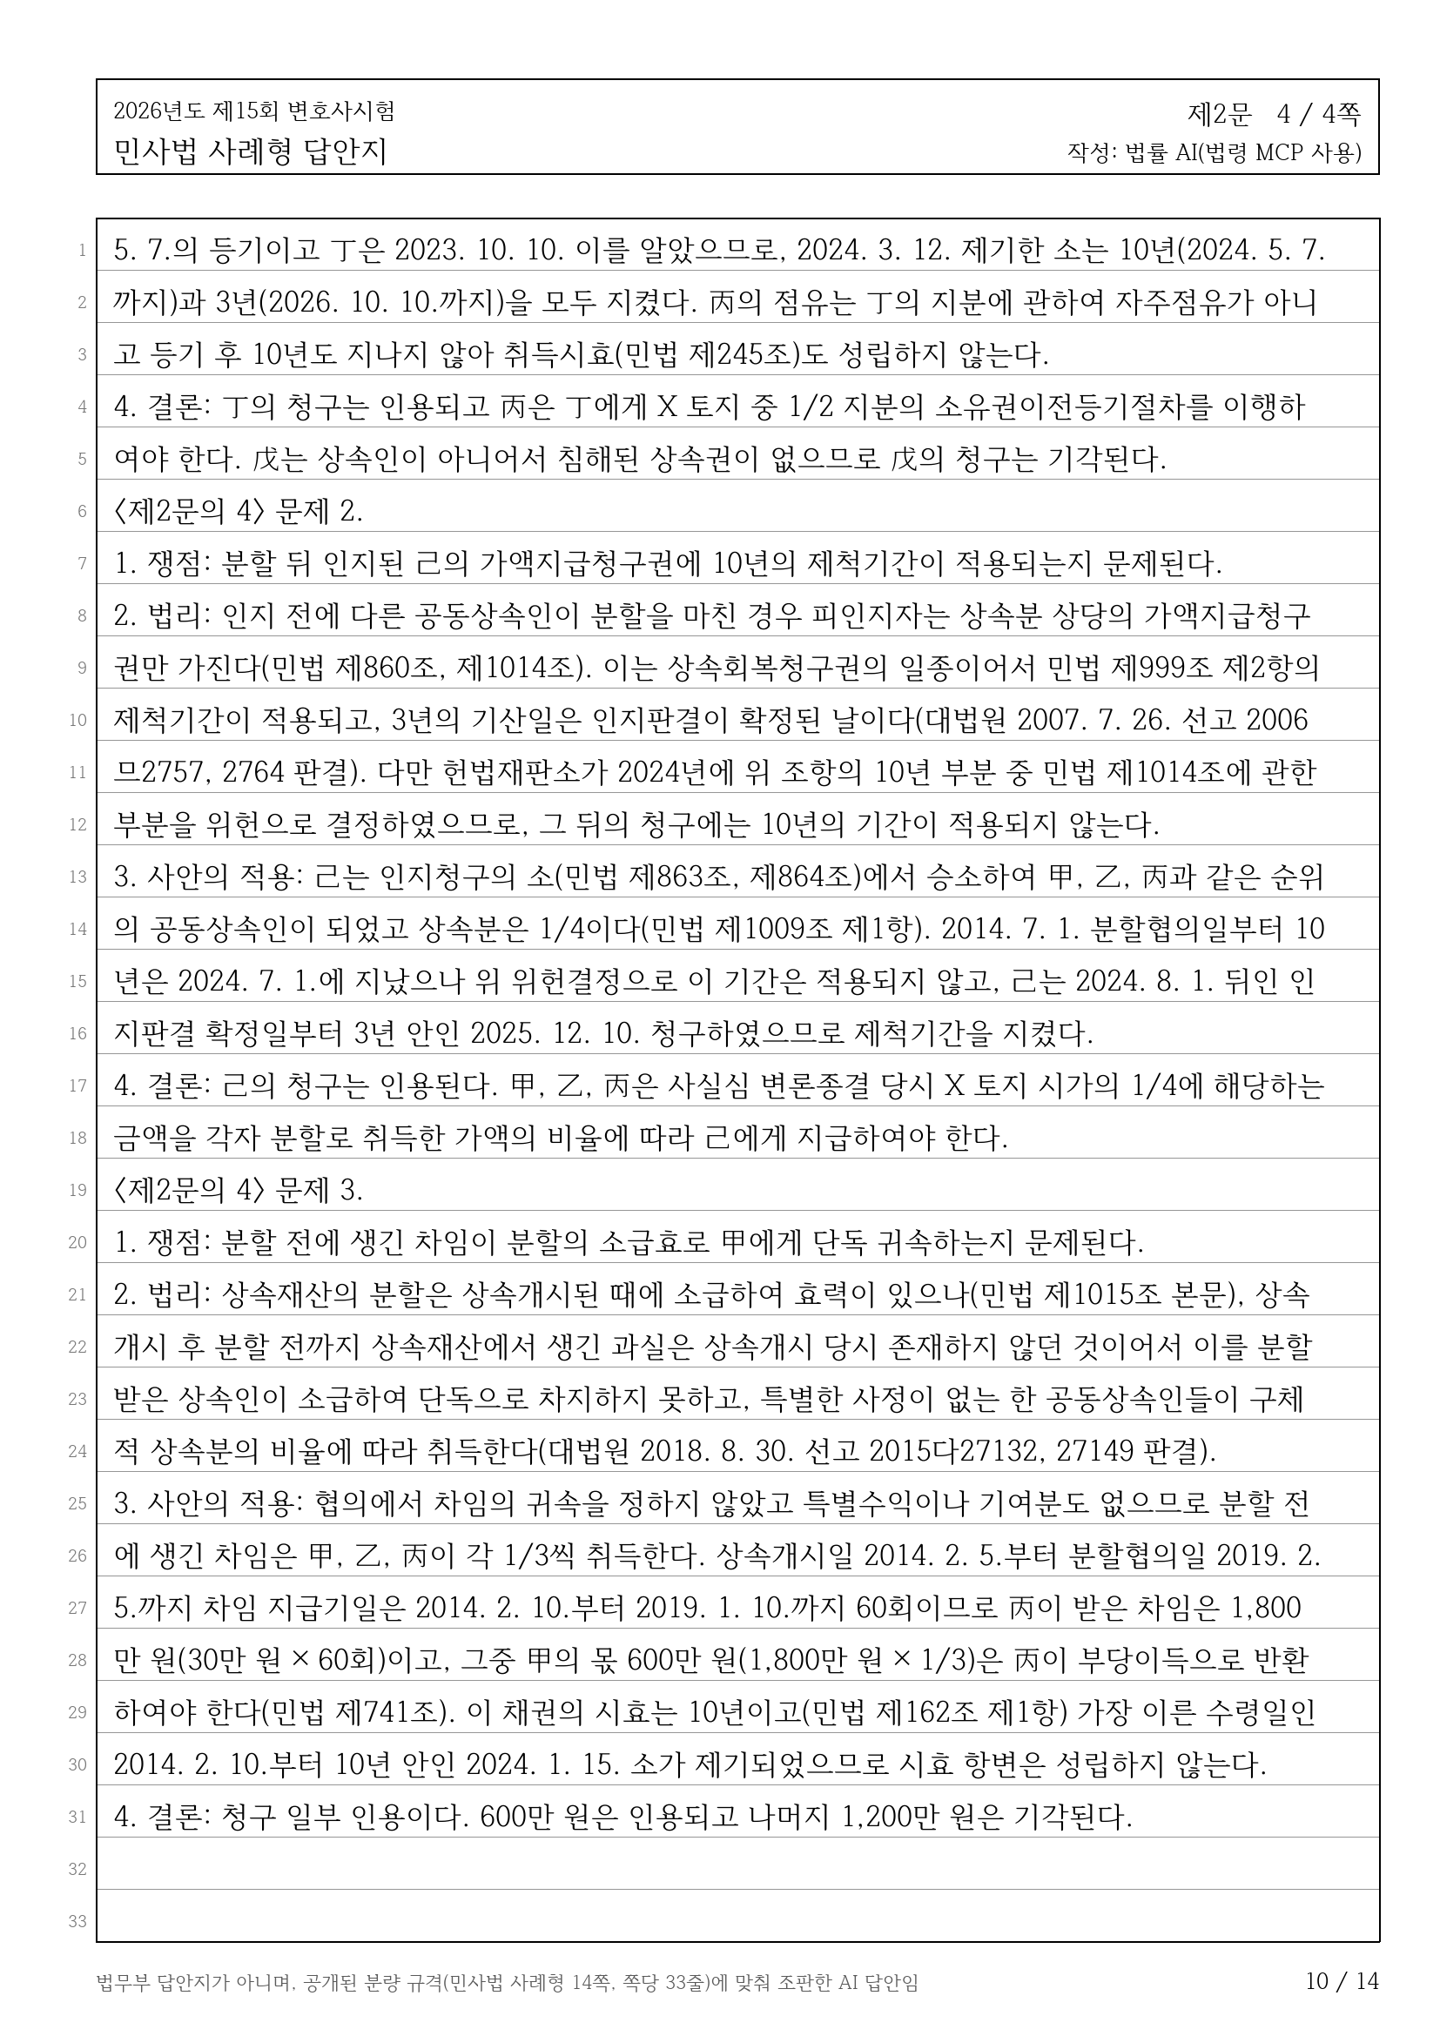 2026년도 제15회 변호사시험
민사법 사례형 답안지
제2문 4 / 4쪽
작성: 법률 AI(법령 MCP 사용)
1 5. 7.의 등기이고 丁은 2023. 10. 10. 이를 알았으므로, 2024. 3. 12. 제기한 소는 10년(2024. 5. 7.
2 까지)과 3년(2026. 10. 10.까지)을 모두 지켰다. 丙의 점유는 丁의 지분에 관하여 자주점유가 아니
3 고 등기 후 10년도 지나지 않아 취득시효(민법 제245조)도 성립하지 않는다.
4 4. 결론: 丁의 청구는 인용되고 丙은 丁에게 X 토지 중 1/2 지분의 소유권이전등기절차를 이행하
5 여야 한다. 戊는 상속인이 아니어서 침해된 상속권이 없으므로 戊의 청구는 기각된다.
6 〈제2문의 4〉 문제 2.
7 1. 쟁점: 분할 뒤 인지된 己의 가액지급청구권에 10년의 제척기간이 적용되는지 문제된다.
8 2. 법리: 인지 전에 다른 공동상속인이 분할을 마친 경우 피인지자는 상속분 상당의 가액지급청구
9 권만 가진다(민법 제860조, 제1014조). 이는 상속회복청구권의 일종이어서 민법 제999조 제2항의
10 제척기간이 적용되고, 3년의 기산일은 인지판결이 확정된 날이다(대법원 2007. 7. 26. 선고 2006
11 므2757, 2764 판결). 다만 헌법재판소가 2024년에 위 조항의 10년 부분 중 민법 제1014조에 관한
12 부분을 위헌으로 결정하였으므로, 그 뒤의 청구에는 10년의 기간이 적용되지 않는다.
13 3. 사안의 적용: 己는 인지청구의 소(민법 제863조, 제864조)에서 승소하여 甲, 乙, 丙과 같은 순위
14 의 공동상속인이 되었고 상속분은 1/4이다(민법 제1009조 제1항). 2014. 7. 1. 분할협의일부터 10
15 년은 2024. 7. 1.에 지났으나 위 위헌결정으로 이 기간은 적용되지 않고, 己는 2024. 8. 1. 뒤인 인
16 지판결 확정일부터 3년 안인 2025. 12. 10. 청구하였으므로 제척기간을 지켰다.
17 4. 결론: 己의 청구는 인용된다. 甲, 乙, 丙은 사실심 변론종결 당시 X 토지 시가의 1/4에 해당하는
18 금액을 각자 분할로 취득한 가액의 비율에 따라 己에게 지급하여야 한다.
19 〈제2문의 4〉 문제 3.
20 1. 쟁점: 분할 전에 생긴 차임이 분할의 소급효로 甲에게 단독 귀속하는지 문제된다.
21 2. 법리: 상속재산의 분할은 상속개시된 때에 소급하여 효력이 있으나(민법 제1015조 본문), 상속
22 개시 후 분할 전까지 상속재산에서 생긴 과실은 상속개시 당시 존재하지 않던 것이어서 이를 분할
23 받은 상속인이 소급하여 단독으로 차지하지 못하고, 특별한 사정이 없는 한 공동상속인들이 구체
24 적 상속분의 비율에 따라 취득한다(대법원 2018. 8. 30. 선고 2015다27132, 27149 판결).
25 3. 사안의 적용: 협의에서 차임의 귀속을 정하지 않았고 특별수익이나 기여분도 없으므로 분할 전
26 에 생긴 차임은 甲, 乙, 丙이 각 1/3씩 취득한다. 상속개시일 2014. 2. 5.부터 분할협의일 2019. 2.
27 5.까지 차임 지급기일은 2014. 2. 10.부터 2019. 1. 10.까지 60회이므로 丙이 받은 차임은 1,800
28 만 원(30만 원 × 60회)이고, 그중 甲의 몫 600만 원(1,800만 원 × 1/3)은 丙이 부당이득으로 반환
29 하여야 한다(민법 제741조). 이 채권의 시효는 10년이고(민법 제162조 제1항) 가장 이른 수령일인
30 2014. 2. 10.부터 10년 안인 2024. 1. 15. 소가 제기되었으므로 시효 항변은 성립하지 않는다.
31 4. 결론: 청구 일부 인용이다. 600만 원은 인용되고 나머지 1,200만 원은 기각된다.
32
33
법무부 답안지가 아니며, 공개된 분량 규격(민사법 사례형 14쪽, 쪽당 33줄)에 맞춰 조판한 AI 답안임
10 / 14